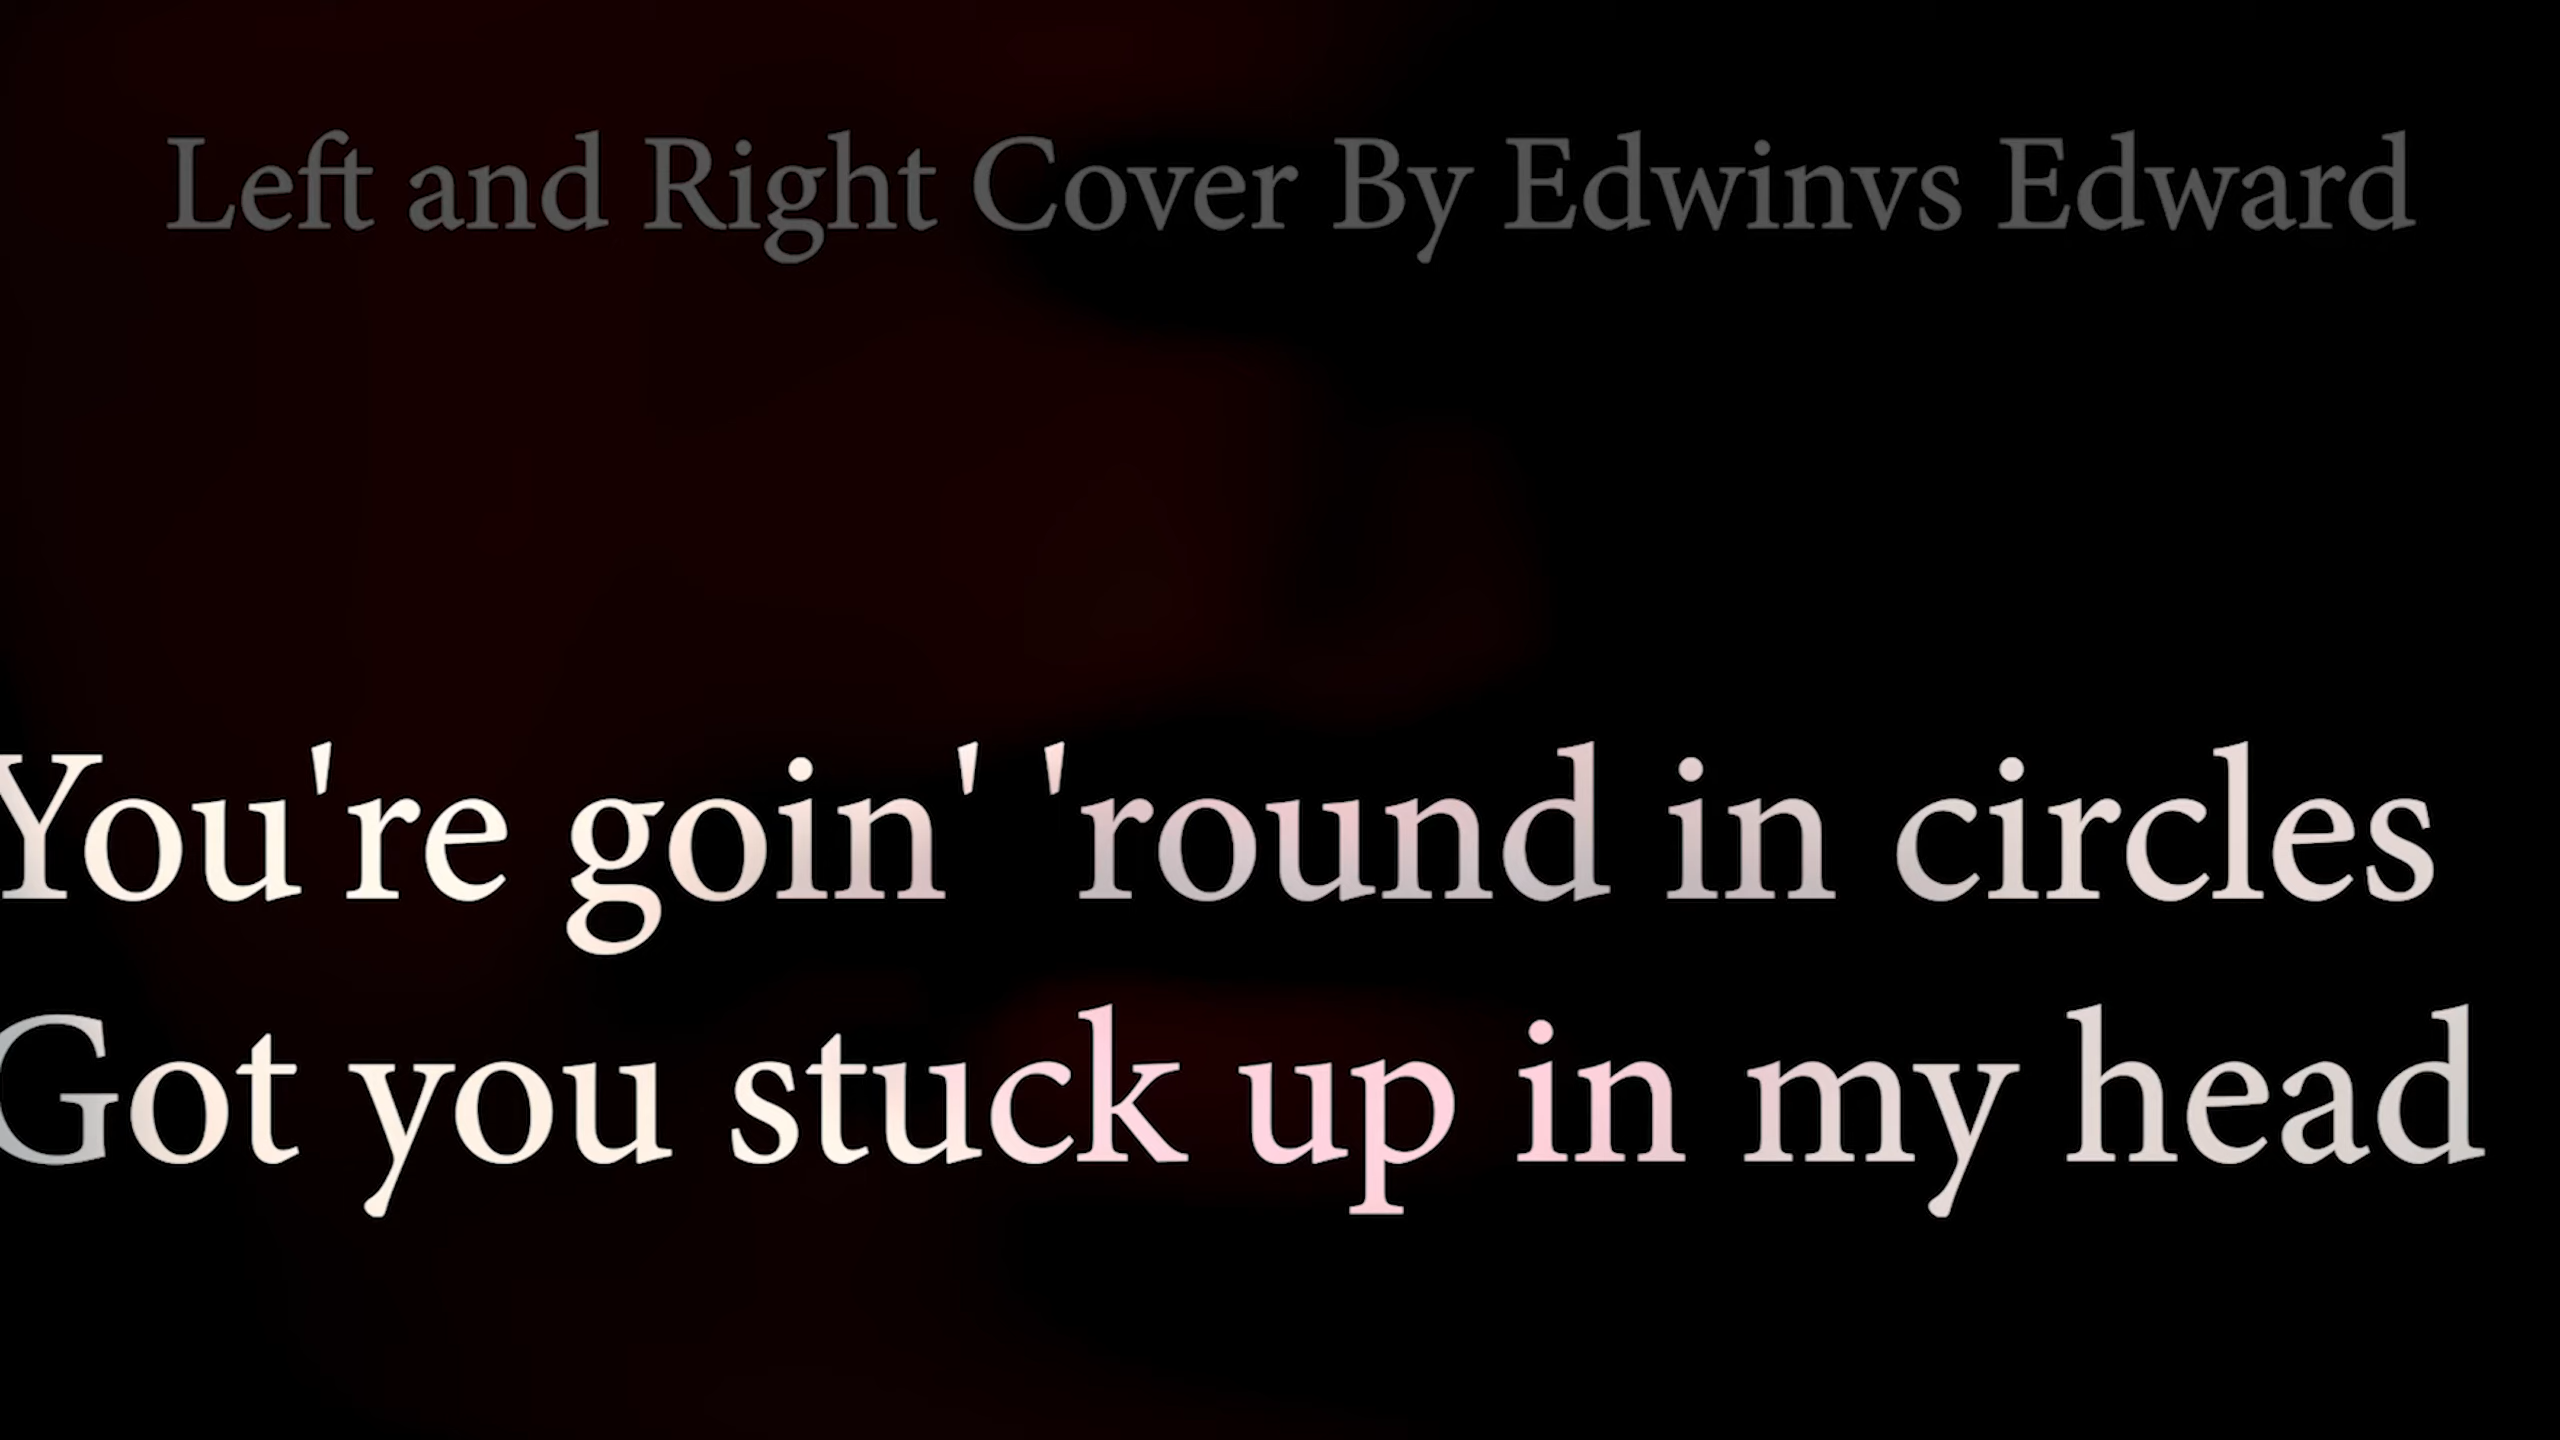 Left and Right Cover By Edwinvs Edward
You're goin' 'round in circles
Got you stuck up in my head